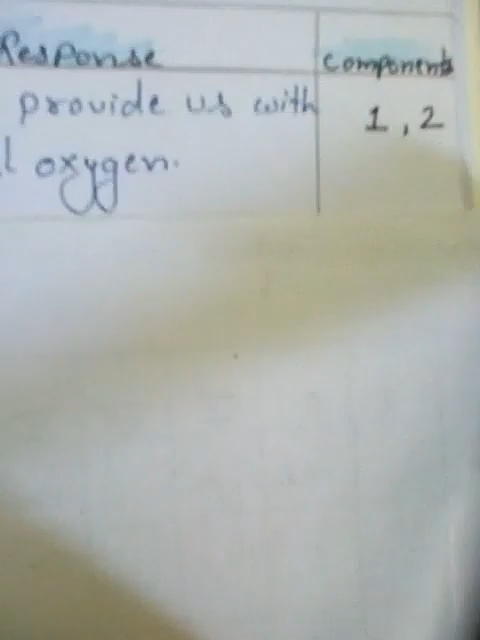 Response components
provide us with 1, 2
oxygen.